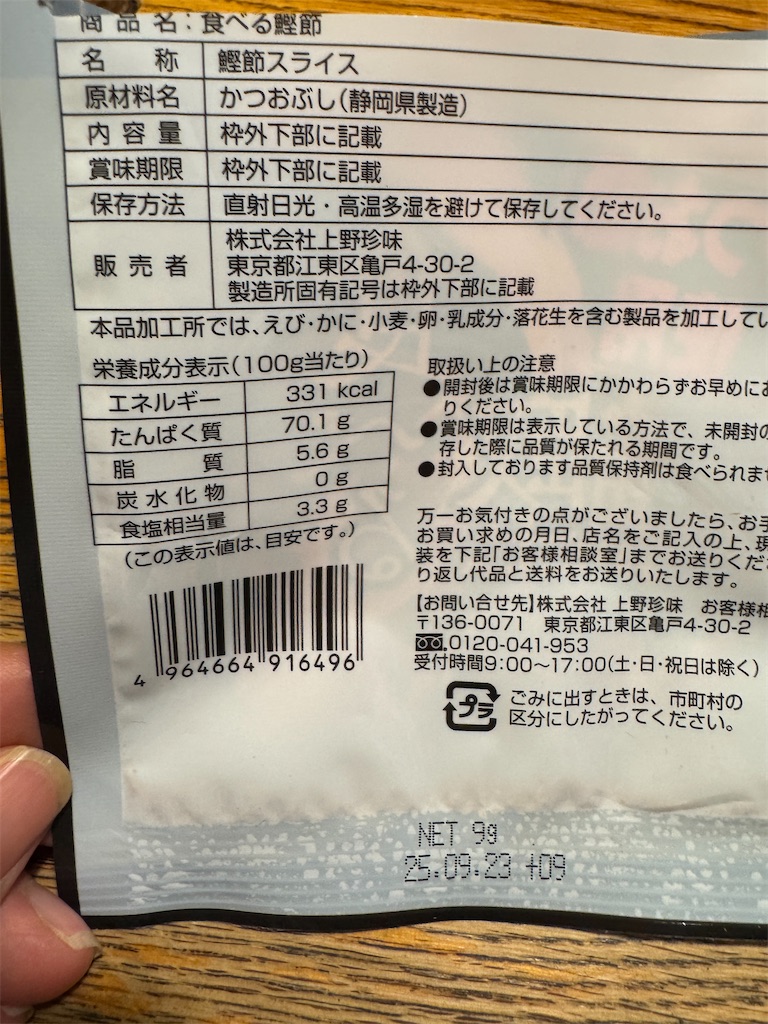 商品名：食べる鰹節
名称 鰹節スライス
原材料名 かつおぶし(静岡県製造)
内容量 枠外下部に記載
賞味期限 枠外下部に記載
保存方法 直射日光・高温多湿を避けて保存してください。
販売者 株式会社上野珍味
東京都江東区亀戸4-30-2
製造所固有記号は枠外下部に記載
本品加工所では、えび・かに・小麦・卵・乳成分・落花生を含む製品を加工してい
栄養成分表示(100g当たり)
エネルギー 331 kcal
たんぱく質 70.1 g
脂質 5.6 g
炭水化物 0 g
食塩相当量 3.3 g
(この表示値は、目安です。)
4 964664 916496
取扱い上の注意
●開封後は賞味期限にかかわらずお早めにお
りください。
●賞味期限は表示している方法で、未開封の
存した際に品質が保たれる期間です。
●封入しております品質保持剤は食べられませ
万一お気付きの点がございましたら、お手
お買い求めの月日、店名をご記入の上、現
装を下記「お客様相談室」までお送りくだ
り返し代品と送料をお送りいたします。
【お問い合せ先】株式会社 上野珍味 お客様相
〒136-0071 東京都江東区亀戸4-30-2
0120-041-953
受付時間9:00〜17:00(土・日・祝日は除く)
プラ
ごみに出すときは、市町村の
区分にしたがってください。
NET 9g
25.09.23 +09